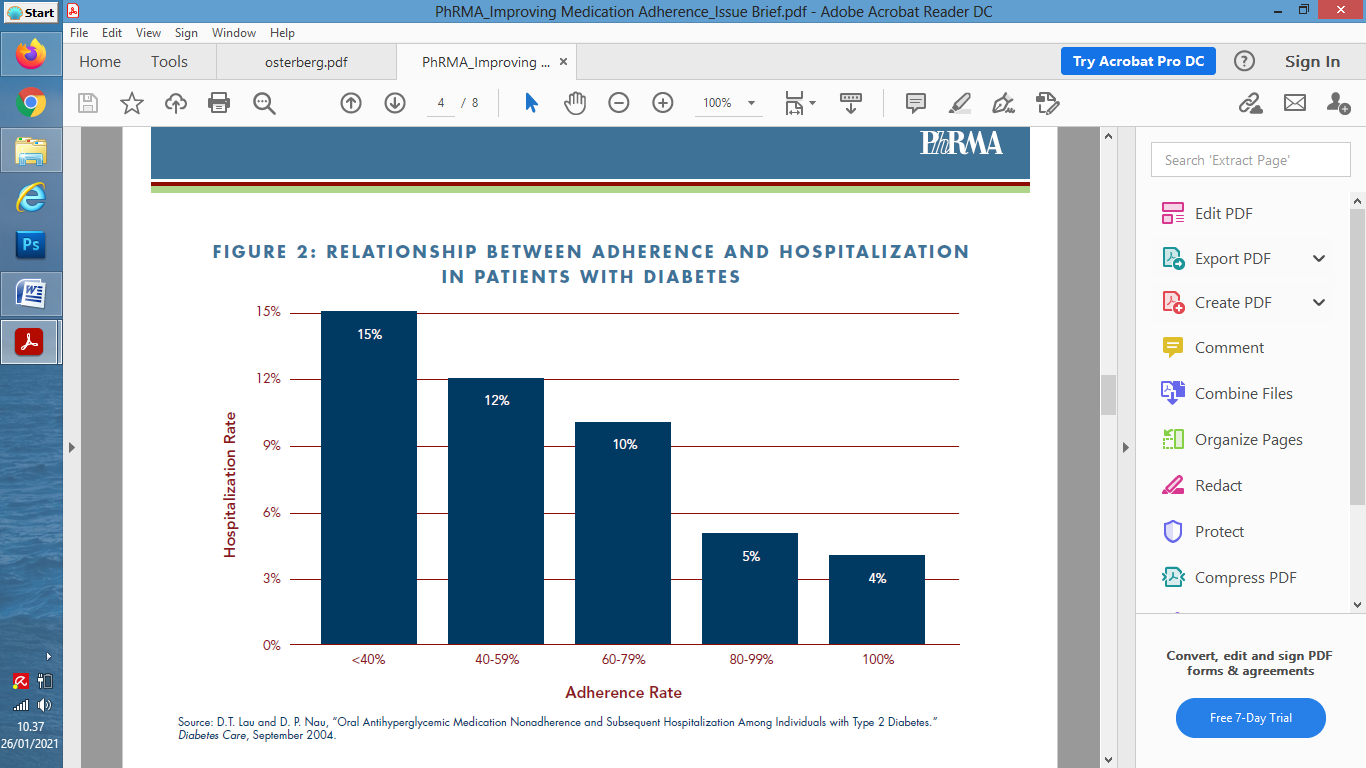 Start
PhRMA_Improving Medication Adherence_Issue Brief.pdf - Adobe Acrobat Reader DC
File Edit View Sign Window Help
Home Tools osterberg.pdf PhRMA_Improving ... × Try Acrobat Pro DC ? Sign In
4 / 8 100%
PhRMA
Search 'Extract Page'
Edit PDF
Export PDF
Create PDF
Comment
Combine Files
Organize Pages
Redact
Protect
Compress PDF
Convert, edit and sign PDF
forms & agreements
Free 7-Day Trial
FIGURE 2: RELATIONSHIP BETWEEN ADHERENCE AND HOSPITALIZATION
IN PATIENTS WITH DIABETES
Hospitalization Rate
15%
12%
9%
6%
3%
0%
15%
12%
10%
5%
4%
<40% 40-59% 60-79% 80-99% 100%
Adherence Rate
Source: D.T. Lau and D. P. Nau, “Oral Antihyperglycemic Medication Nonadherence and Subsequent Hospitalization Among Individuals with Type 2 Diabetes.”
Diabetes Care, September 2004.
Ps
W
10.37
26/01/2021